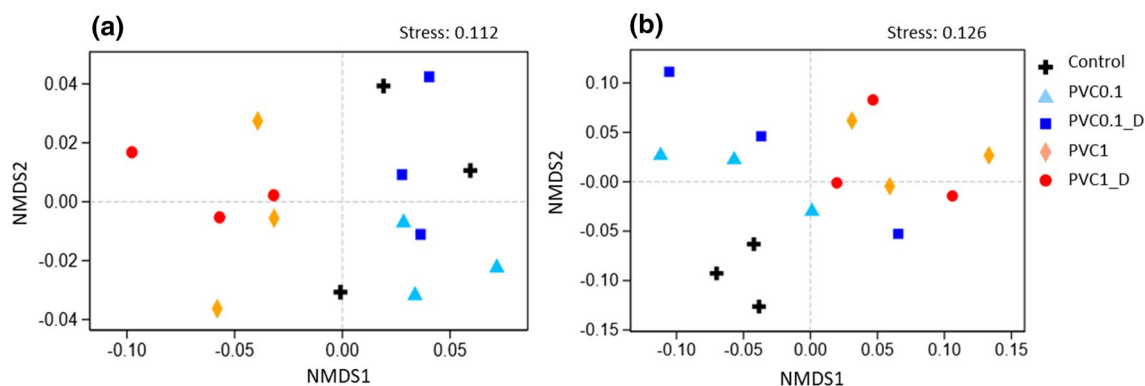 (a)
Stress: 0.112
NMDS2
0.04
0.02
0.00
-0.02
-0.04
-0.10
-0.05
0.00
0.05
NMDS1
(b)
Stress: 0.126
NMDS2
0.10
0.05
-0.00
-0.05
-0.10
-0.15
-0.10
-0.05
0.00
0.05
0.10
0.15
NMDS1
Control
PVC0.1
PVC0.1_D
PVC1
PVC1_D